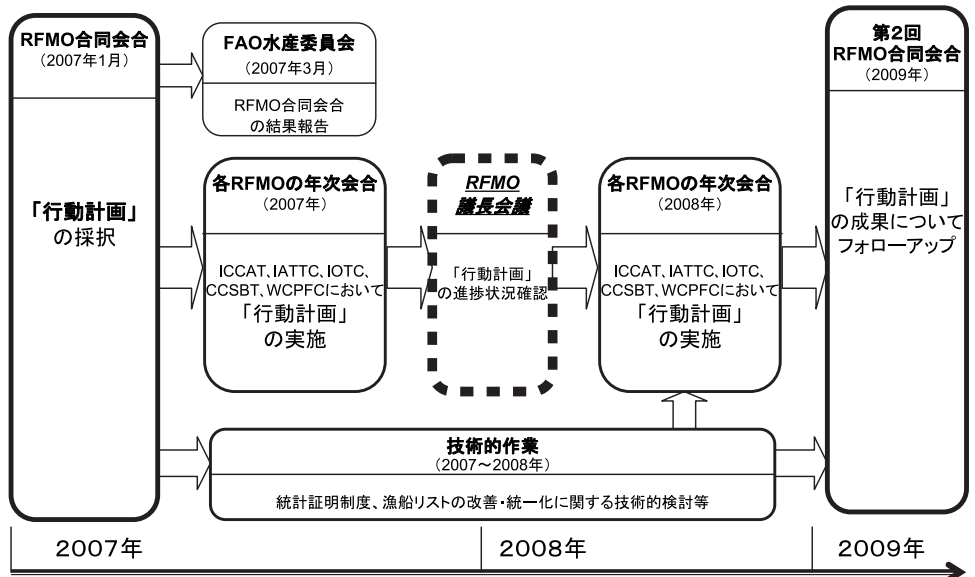 RFMO合同会合
(2007年1月)
「行動計画」
の採択
FAO水産委員会
(2007年3月)
RFMO合同会合
の結果報告
各RFMOの年次会合
(2007年)
ICCAT、IATTC、IOTC、
CCSBT、WCPFCにおいて
「行動計画」
の実施
RFMO
議長会議
「行動計画」
の進捗状況確認
各RFMOの年次会合
(2008年)
ICCAT、IATTC、IOTC、
CCSBT、WCPFCにおいて
「行動計画」
の実施
第2回
RFMO合同会合
(2009年)
「行動計画」
の成果について
フォローアップ
技術的作業
(2007～2008年)
統計証明制度、漁船リストの改善・統一化に関する技術的検討等
2007年
2008年
2009年